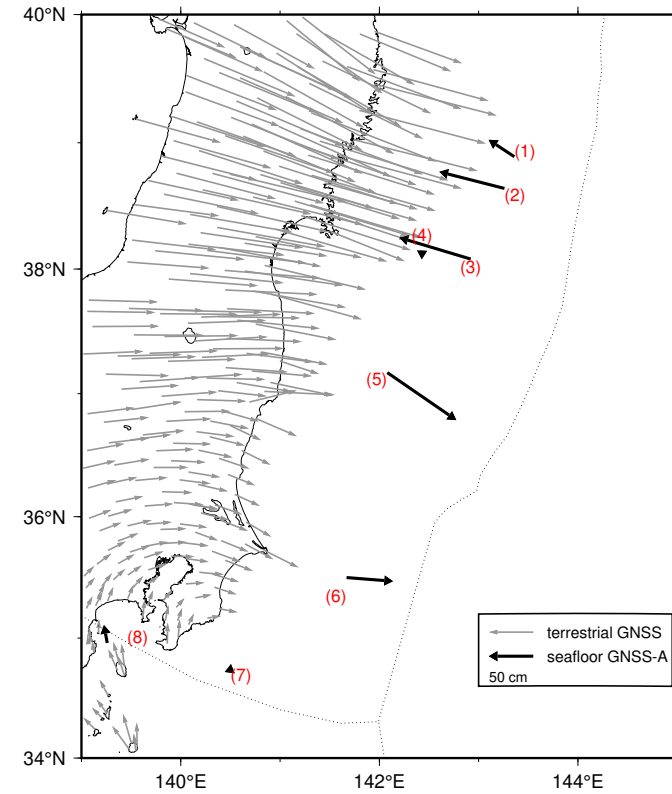 40°N
(1)
(2)
(4)
(3)
38°N
(5)
36°N
(6)
terrestrial GNSS
(8)
seafloor GNSS-A
(7)
50 cm
34°N
140°E
142°E
144°E